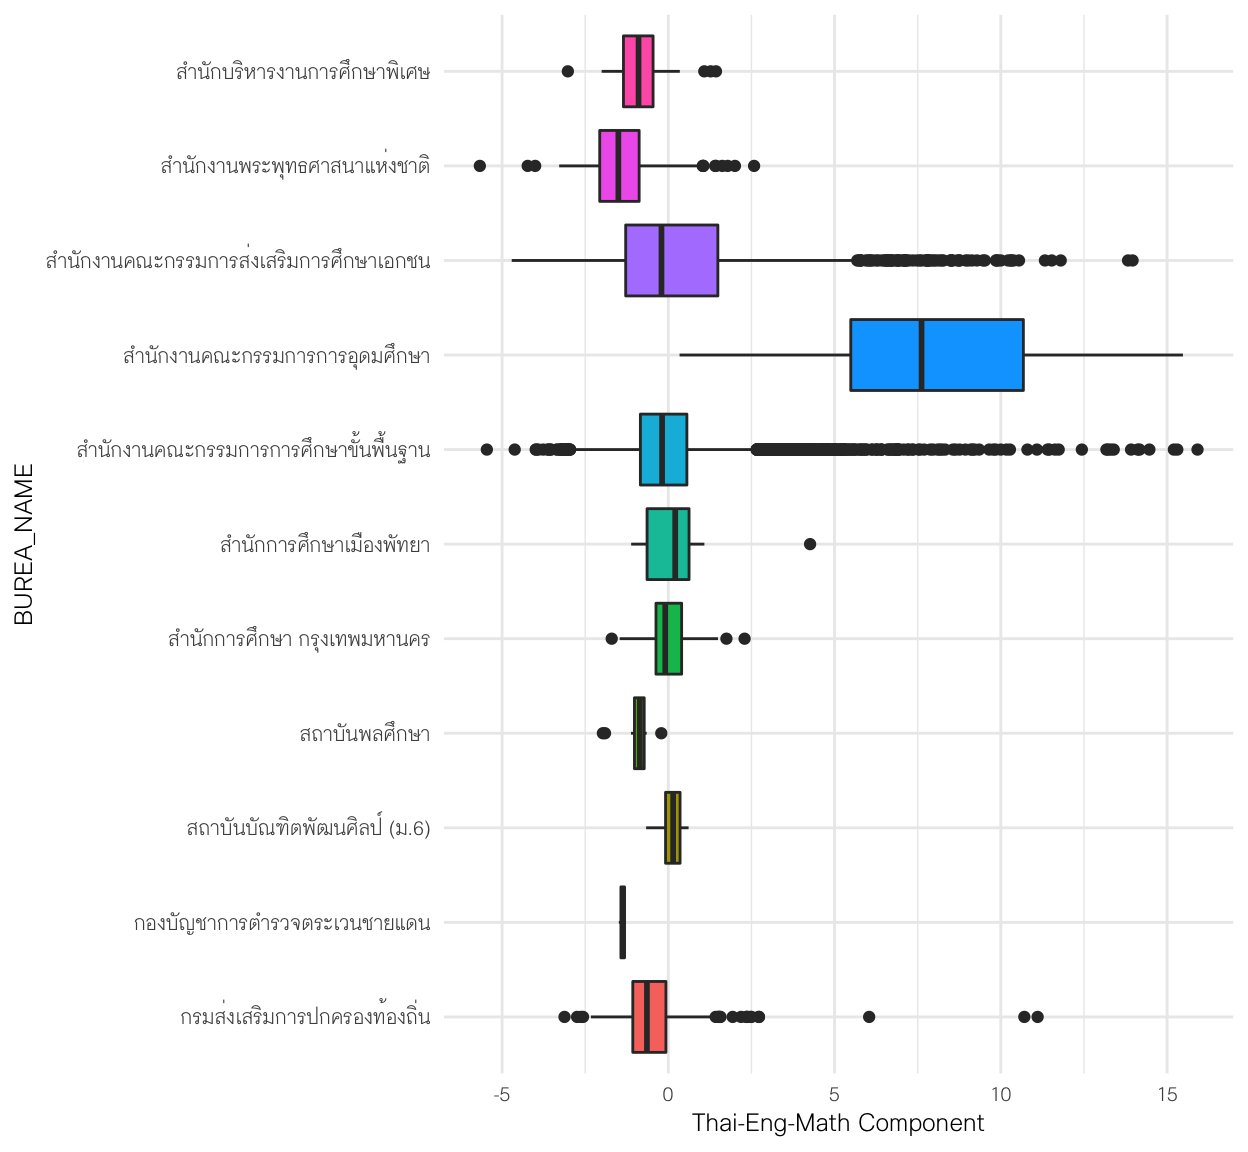 สำนักบริหารงานการศึกษาพิเศษ
สำนักงานพระพุทธศาสนาแห่งชาติ
สำนักงานคณะกรรมการส่งเสริมการศึกษาเอกชน
สำนักงานคณะกรรมการการอุดมศึกษา
สำนักงานคณะกรรมการการศึกษาขั้นพื้นฐาน
สำนักการศึกษาเมืองพัทยา
สำนักการศึกษา กรุงเทพมหานคร
สถาบันพลศึกษา
สถาบันบัณฑิตพัฒนศิลป์ (ม.6)
กองบัญชาการตำรวจตระเวนชายแดน
กรมส่งเสริมการปกครองท้องถิ่น
BUREA_NAME
-5 0 5 10 15
Thai-Eng-Math Component